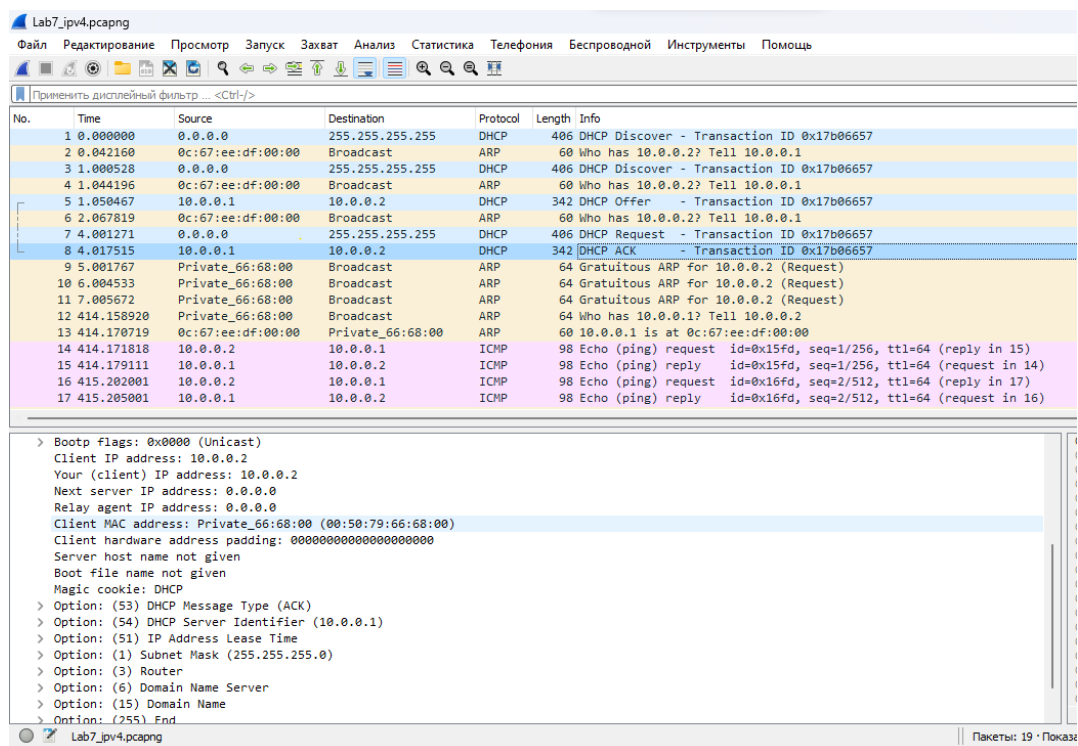 Lab7_ipv4.pcapng
Файл Редактирование Просмотр Запуск Захват Анализ Статистика Телефония Беспроводной Инструменты Помощь
Применить дисплейный фильтр ... <Ctrl-/>
No. Time Source Destination Protocol Length Info
1 0.000000 0.0.0.0 255.255.255.255 DHCP 406 DHCP Discover - Transaction ID 0x17b06657
2 0.042160 0c:67:ee:df:00:00 Broadcast ARP 60 Who has 10.0.0.2? Tell 10.0.0.1
3 1.000528 0.0.0.0 255.255.255.255 DHCP 406 DHCP Discover - Transaction ID 0x17b06657
4 1.044196 0c:67:ee:df:00:00 Broadcast ARP 60 Who has 10.0.0.2? Tell 10.0.0.1
5 1.050467 10.0.0.1 10.0.0.2 DHCP 342 DHCP Offer - Transaction ID 0x17b06657
6 2.067819 0c:67:ee:df:00:00 Broadcast ARP 60 Who has 10.0.0.2? Tell 10.0.0.1
7 4.001271 0.0.0.0 255.255.255.255 DHCP 406 DHCP Request - Transaction ID 0x17b06657
8 4.017515 10.0.0.1 10.0.0.2 DHCP 342 DHCP ACK - Transaction ID 0x17b06657
9 5.001767 Private_66:68:00 Broadcast ARP 64 Gratuitous ARP for 10.0.0.2 (Request)
10 6.004533 Private_66:68:00 Broadcast ARP 64 Gratuitous ARP for 10.0.0.2 (Request)
11 7.005672 Private_66:68:00 Broadcast ARP 64 Gratuitous ARP for 10.0.0.2 (Request)
12 414.158920 Private_66:68:00 Broadcast ARP 64 Who has 10.0.0.1? Tell 10.0.0.2
13 414.170719 0c:67:ee:df:00:00 Private_66:68:00 ARP 60 10.0.0.1 is at 0c:67:ee:df:00:00
14 414.171818 10.0.0.2 10.0.0.1 ICMP 98 Echo (ping) request id=0x15fd, seq=1/256, ttl=64 (reply in 15)
15 414.179111 10.0.0.1 10.0.0.2 ICMP 98 Echo (ping) reply id=0x15fd, seq=1/256, ttl=64 (request in 14)
16 415.202001 10.0.0.2 10.0.0.1 ICMP 98 Echo (ping) request id=0x16fd, seq=2/512, ttl=64 (reply in 17)
17 415.205001 10.0.0.1 10.0.0.2 ICMP 98 Echo (ping) reply id=0x16fd, seq=2/512, ttl=64 (request in 16)
Bootp flags: 0x0000 (Unicast)
Client IP address: 10.0.0.2
Your (client) IP address: 10.0.0.2
Next server IP address: 0.0.0.0
Relay agent IP address: 0.0.0.0
Client MAC address: Private_66:68:00 (00:50:79:66:68:00)
Client hardware address padding: 00000000000000000000
Server host name not given
Boot file name not given
Magic cookie: DHCP
Option: (53) DHCP Message Type (ACK)
Option: (54) DHCP Server Identifier (10.0.0.1)
Option: (51) IP Address Lease Time
Option: (1) Subnet Mask (255.255.255.0)
Option: (3) Router
Option: (6) Domain Name Server
Option: (15) Domain Name
Option: (255) End
Lab7_ipv4.pcapng Пакеты: 19 · Показа